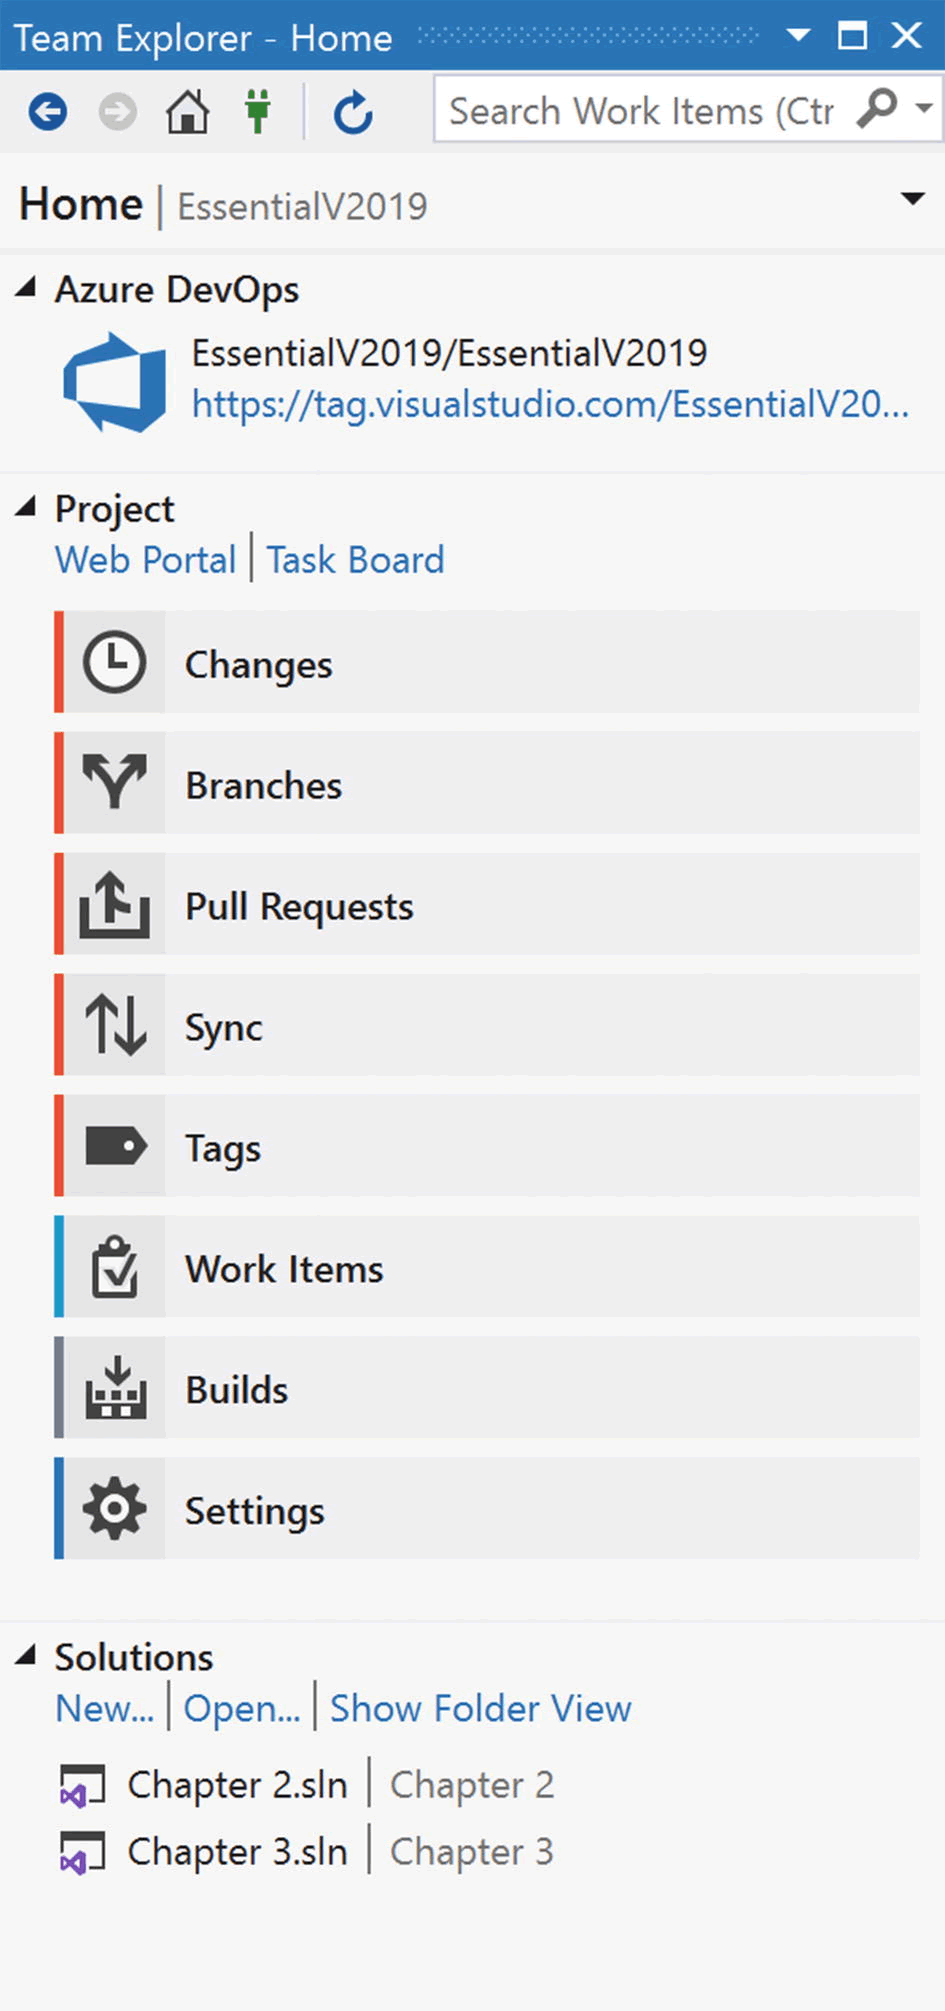 Team Explorer - Home
Search Work Items (Ctr
Home | EssentialV2019
Azure DevOps
EssentialV2019/EssentialV2019
https://tag.visualstudio.com/EssentialV20...
Project
Web Portal | Task Board
Changes
Branches
Pull Requests
Sync
Tags
Work Items
Builds
Settings
Solutions
New... | Open... | Show Folder View
Chapter 2.sln | Chapter 2
Chapter 3.sln | Chapter 3